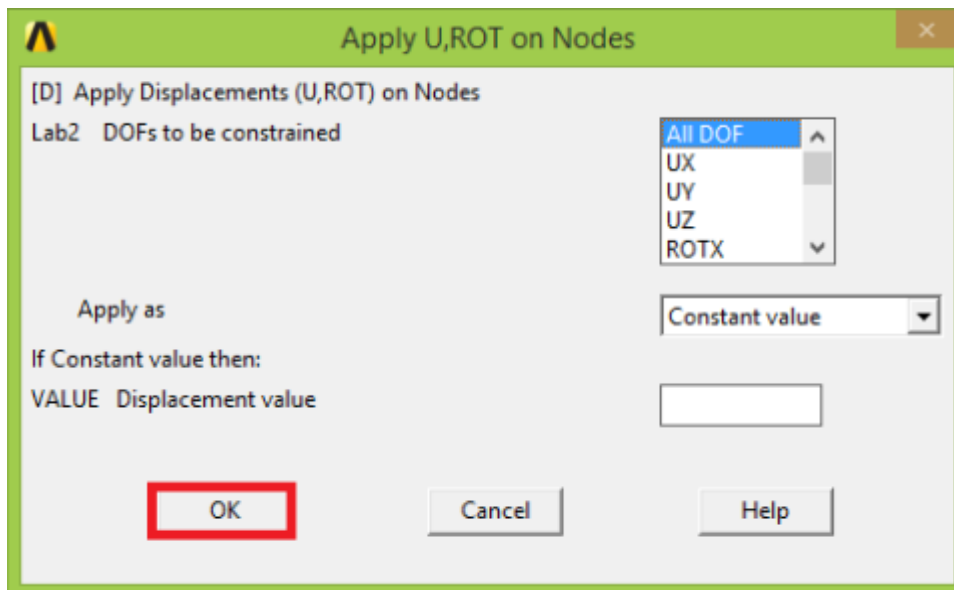 Apply U,ROT on Nodes
[D] Apply Displacements (U,ROT) on Nodes
Lab2 DOFs to be constrained
All DOF
UX
UY
UZ
ROTX
Apply as
Constant value
If Constant value then:
VALUE Displacement value
OK
Cancel
Help